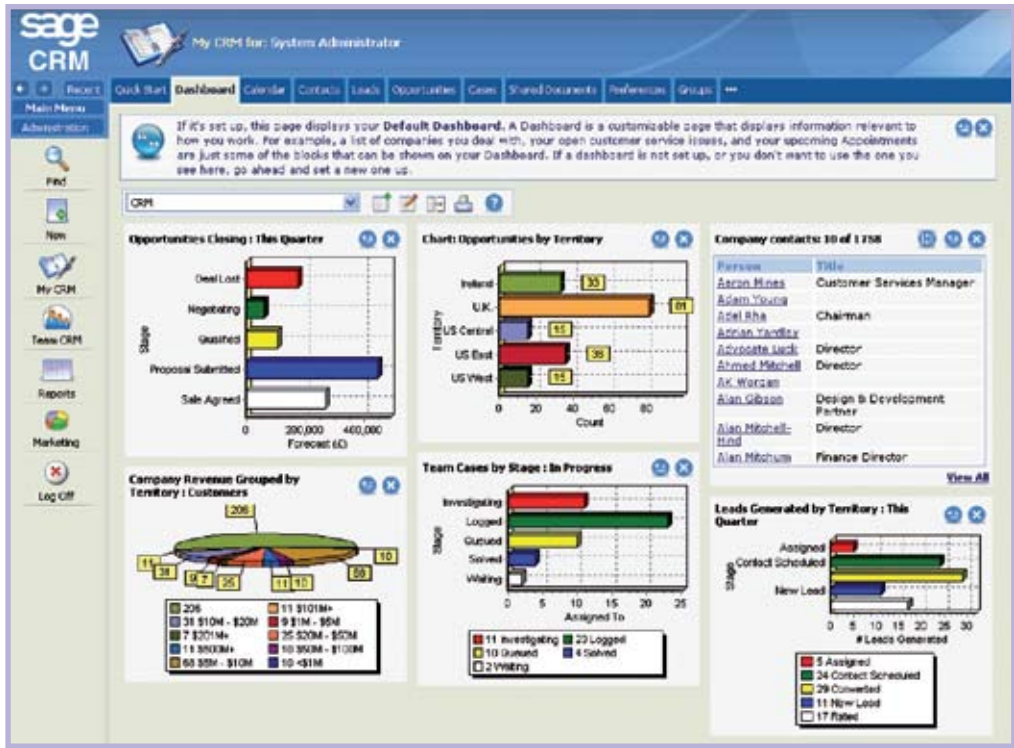 sage
CRM
My CRM for: System Administrator
Recent
Main Menu
Administration
Find
New
My CRM
Team CRM
Reports
Marketing
Log Off
Quick Start Dashboard Calendar Contacts Leads Opportunities Cases Shared Documents Preferences Groups •••
If it's set up, this page displays your Default Dashboard. A Dashboard is a customizable page that displays information relevant to
how you work. For example, a list of companies you deal with, your open customer service issues, and your upcoming Appointments
are just some of the blocks that can be shown on your Dashboard. If a dashboard is not set up, or you don't want to use the one you
see here, go ahead and set a new one up.
CRM
Opportunities Closing : This Quarter
Stage
Deal Lost
Negotiating
Qualified
Proposal Submitted
Sale Agreed
0 200,000 400,000
Forecast (£)
Chart: Opportunities by Territory
Territory
Ireland 33
U.K. 81
US Central 15
US East 36
US West 15
0 20 40 60 80
Count
Company contacts: 10 of 1758
Person Title
Aaron Mines Customer Services Manager
Adam Young
Adel Rha Chairman
Adrian Yardley
Advocate Luck Director
Ahmed Mitchell Director
AK Worgan
Alan Gibson Design & Development
Partner
Alan Mitchell- Director
Hind
Alan Mitchum Finance Director
View All
Company Revenue Grouped by
Territory : Customers
206
11 31 9 7 25 11 10 68 10
206 11 $101M+
31 $10M - $20M 9 $1M - $5M
7 $201M+ 25 $20M - $50M
11 $500M+ 10 $50M - $100M
68 $5M - $10M 10 <$1M
Team Cases by Stage : In Progress
Stage
Investigating
Logged
Queued
Solved
Waiting
0 5 10 15 20 25
Assigned To
11 Investigating 23 Logged
10 Queued 4 Solved
2 Waiting
Leads Generated by Territory : This
Quarter
Stage
Assigned
Contact Scheduled
New Lead
0 5 10 15 20 25 30
# Leads Generated
5 Assigned
24 Contact Scheduled
29 Converted
11 New Lead
17 Rated